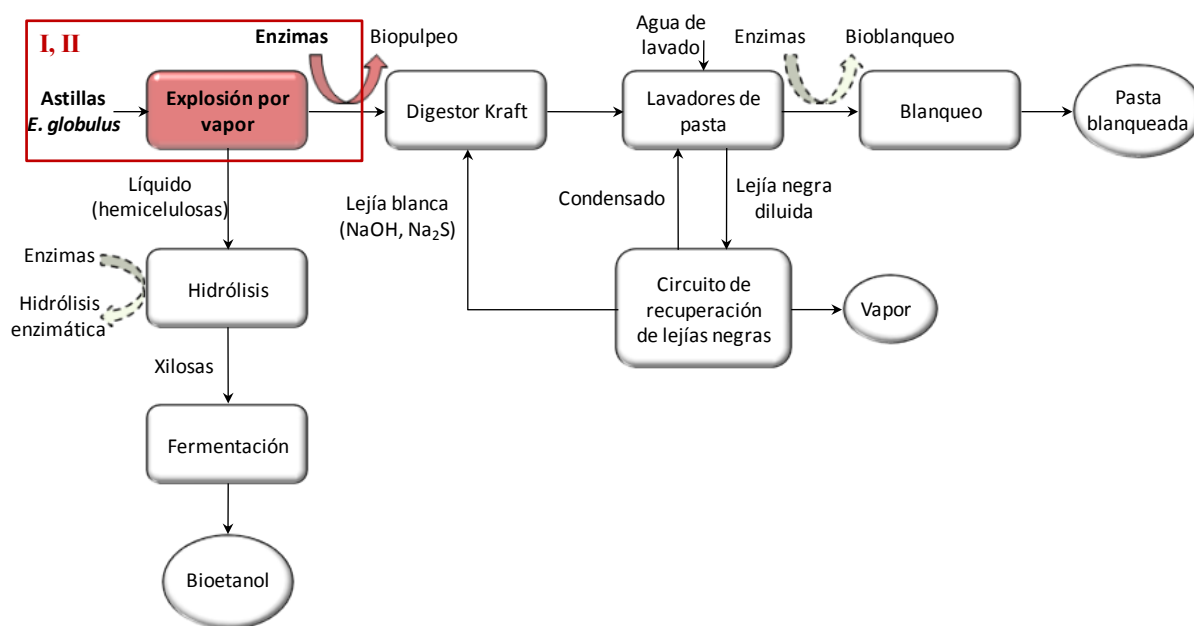 I, II
Astillas
E. globulus
Explosión por
vapor
Enzimas
Biopulpeo
Digestor Kraft
Agua de
lavado
Lavadores de
pasta
Enzimas
Bioblanqueo
Blanqueo
Pasta
blanqueada
Líquido
(hemicelulosas)
Lejía blanca
(NaOH, Na₂S)
Condensado
Lejía negra
diluida
Enzimas
Hidrólisis
enzimática
Hidrólisis
Circuito de
recuperación
de lejías negras
Vapor
Xilosas
Fermentación
Bioetanol